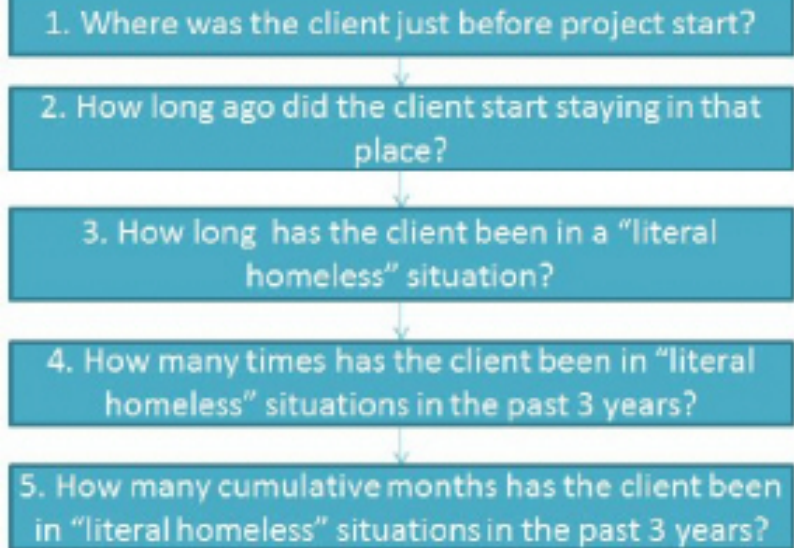 1. Where was the client just before project start?
2. How long ago did the client start staying in that
place?
3. How long has the client been in a “literal
homeless” situation?
4. How many times has the client been in “literal
homeless” situations in the past 3 years?
5. How many cumulative months has the client been
in “literal homeless” situations in the past 3 years?